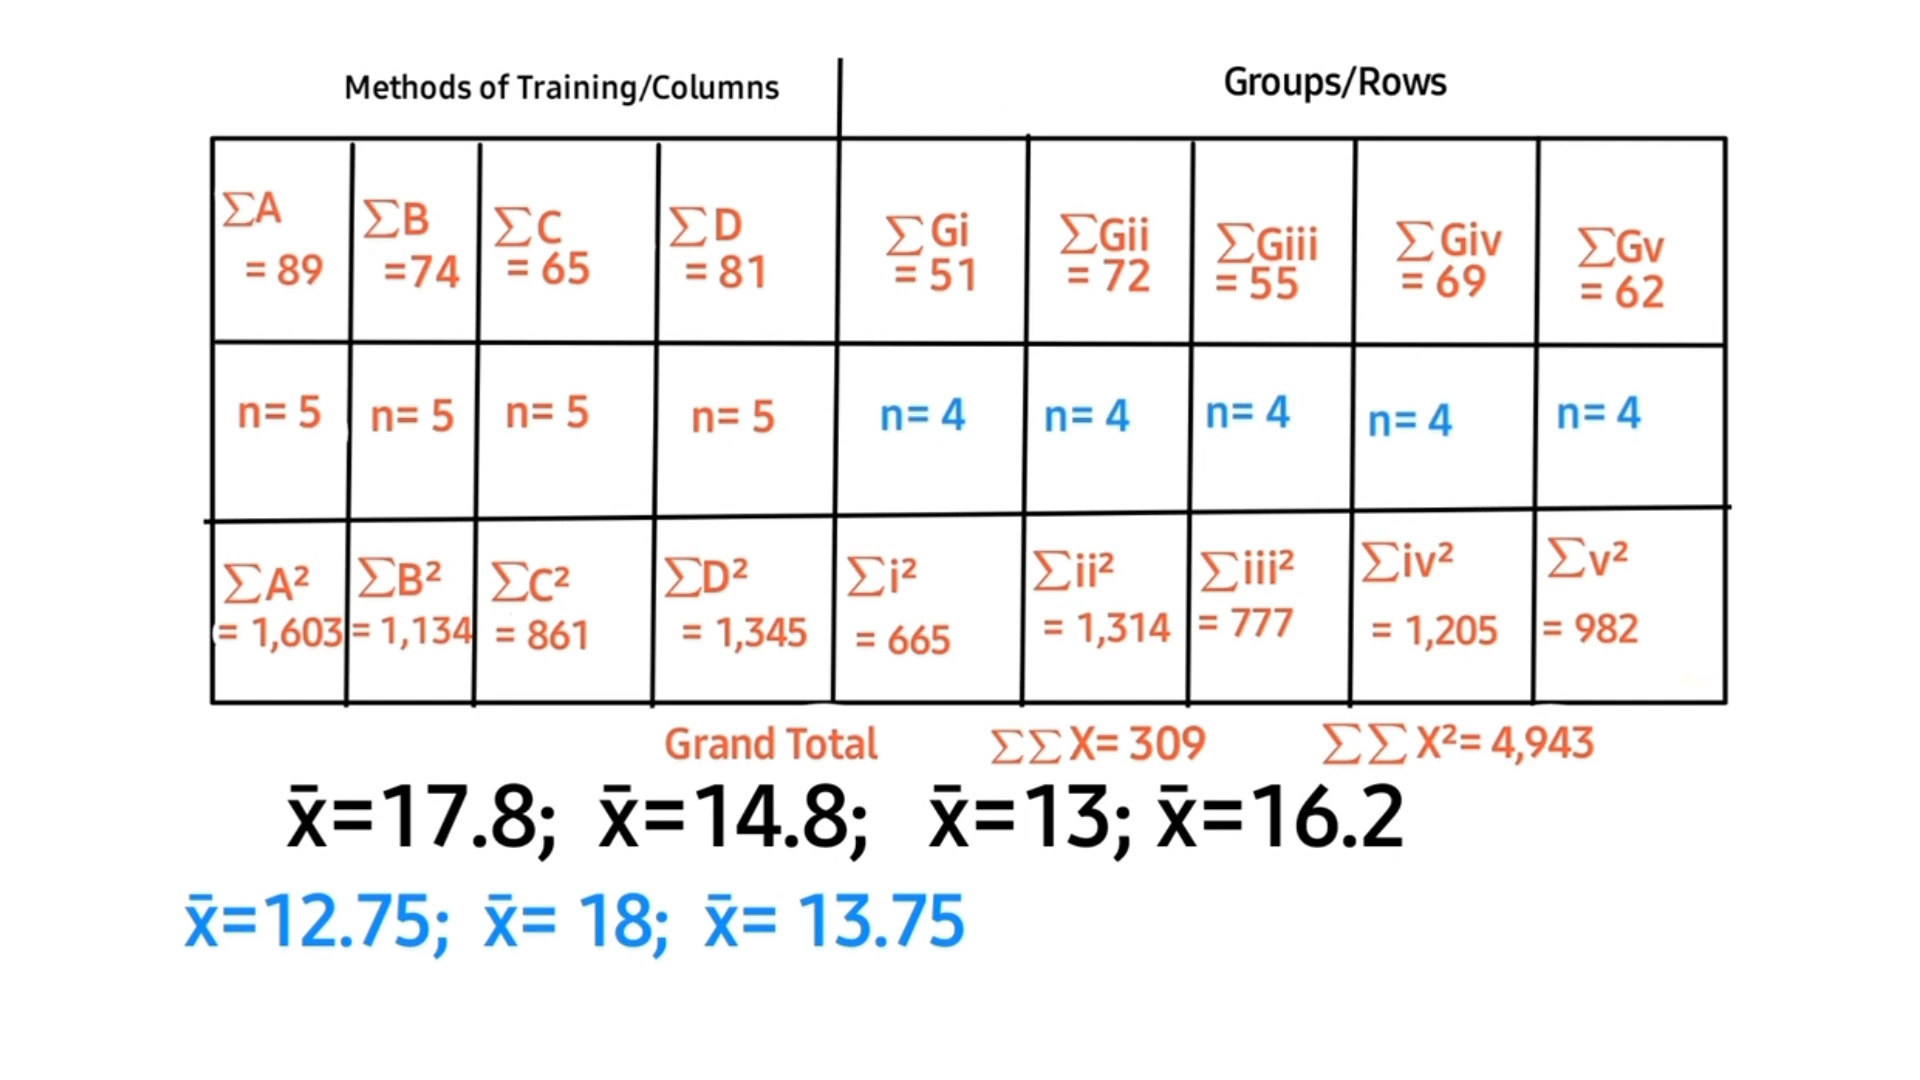 Methods of Training/Columns
Groups/Rows
∑A = 89
∑B =74
∑C = 65
∑D = 81
∑Gi = 51
∑Gii = 72
∑Giii = 55
∑Giv = 69
∑Gv = 62
n= 5
n= 5
n= 5
n= 5
n= 4
n= 4
n= 4
n= 4
n= 4
∑A² = 1,603
∑B² = 1,134
∑C² = 861
∑D² = 1,345
∑i² = 665
∑ii² = 1,314
∑iii² = 777
∑iv² = 1,205
∑v² = 982
Grand Total ∑∑X= 309 ∑∑X²= 4,943
x̄=17.8; x̄=14.8; x̄=13; x̄=16.2
x̄=12.75; x̄= 18; x̄= 13.75